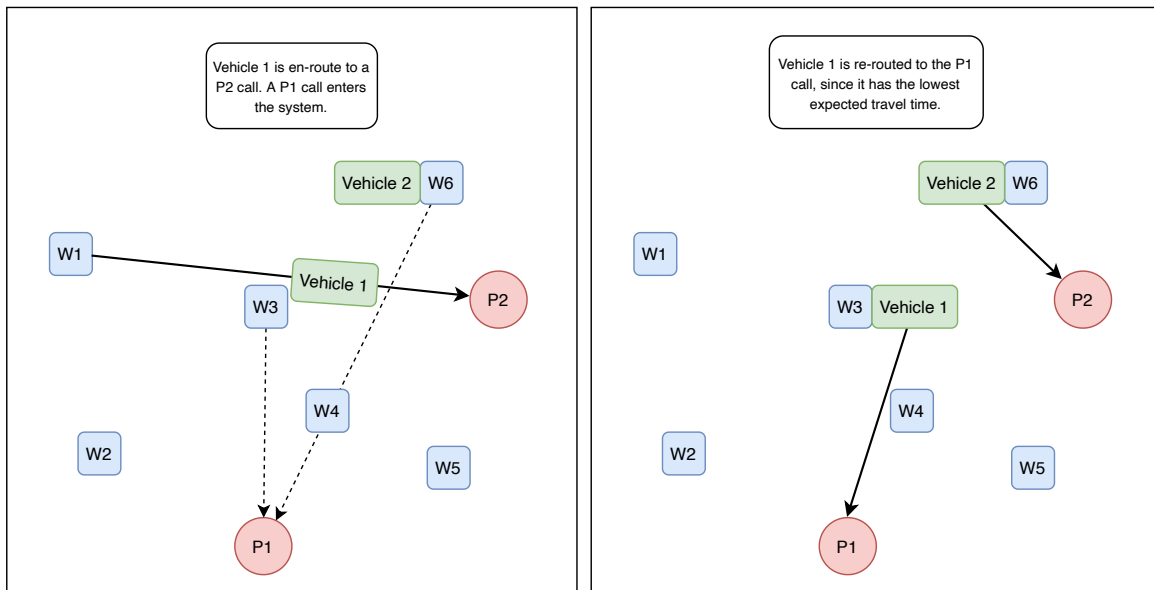 Vehicle 1 is en-route to a
P2 call. A P1 call enters
the system.
Vehicle 2
W6
W1
Vehicle 1
W3
P2
W4
W2
W5
P1
Vehicle 1 is re-routed to the P1
call, since it has the lowest
expected travel time.
Vehicle 2
W6
W1
W3
Vehicle 1
P2
W4
W2
W5
P1